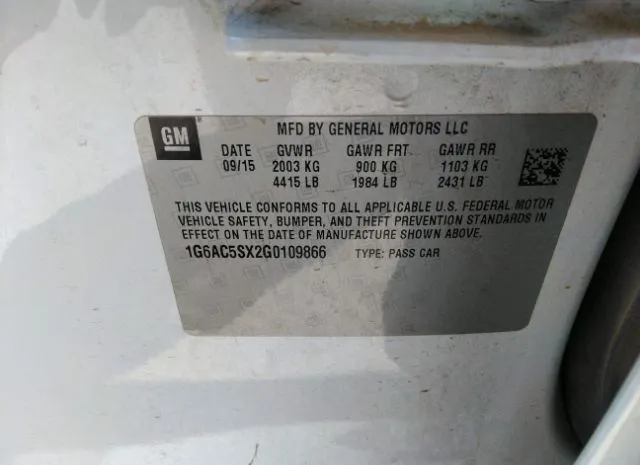 GM
MFD BY GENERAL MOTORS LLC
DATE GVWR GAWR FRT GAWR RR
09/15 2003 KG 900 KG 1103 KG
4415 LB 1984 LB 2431 LB
THIS VEHICLE CONFORMS TO ALL APPLICABLE U.S. FEDERAL MOTOR
VEHICLE SAFETY, BUMPER, AND THEFT PREVENTION STANDARDS IN
EFFECT ON THE DATE OF MANUFACTURE SHOWN ABOVE.
1G6AC5SX2G0109866 TYPE: PASS CAR